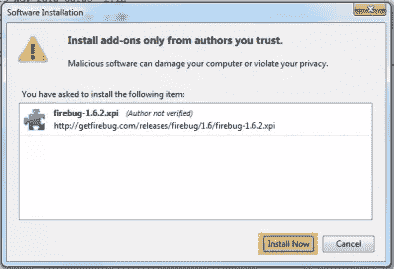 Software Installation
Install add-ons only from authors you trust.
Malicious software can damage your computer or violate your privacy.
You have asked to install the following item:
firebug-1.6.2.xpi (Author not verified)
http://getfirebug.com/releases/firebug/1.6/firebug-1.6.2.xpi
Install Now Cancel